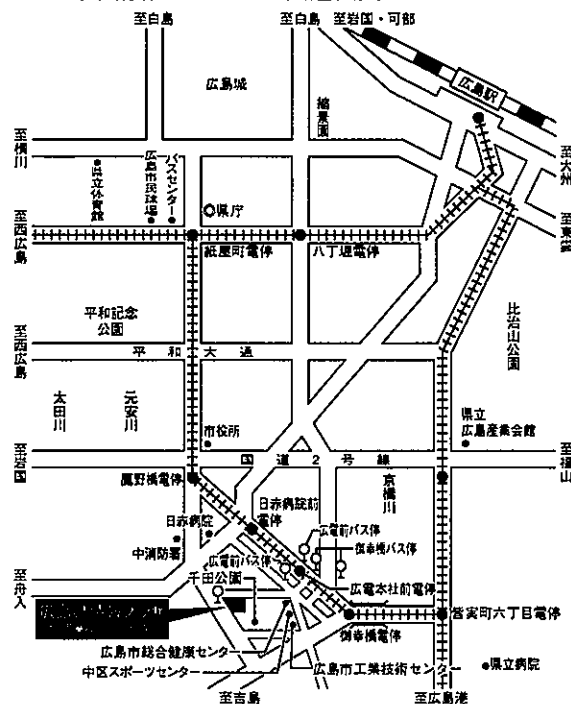 至白島
至白島
至岩国・可部
広島城
広島駅
縮景園
至横川
県立体育館
広島市民球場
バスセンター
◎県庁
至大州
至西広島
至東雲
紙屋町電停
八丁堀電停
平和記念
公園
比治山公園
至西広島
平和大通
太田川
元安川
市役所
県立
広島産業会館
至岩国
国道2号線
至福山
鷹野橋電停
京橋川
日赤病院前
電停
日赤病院
広電前バス停
御幸橋バス停
中消防署
広電前バス停
千田公園
広電本社前電停
至舟入
皆実町六丁目電停
御幸橋電停
広島市総合健康センター
中区スポーツセンター
広島市工業技術センター
県立病院
至吉島
至広島港